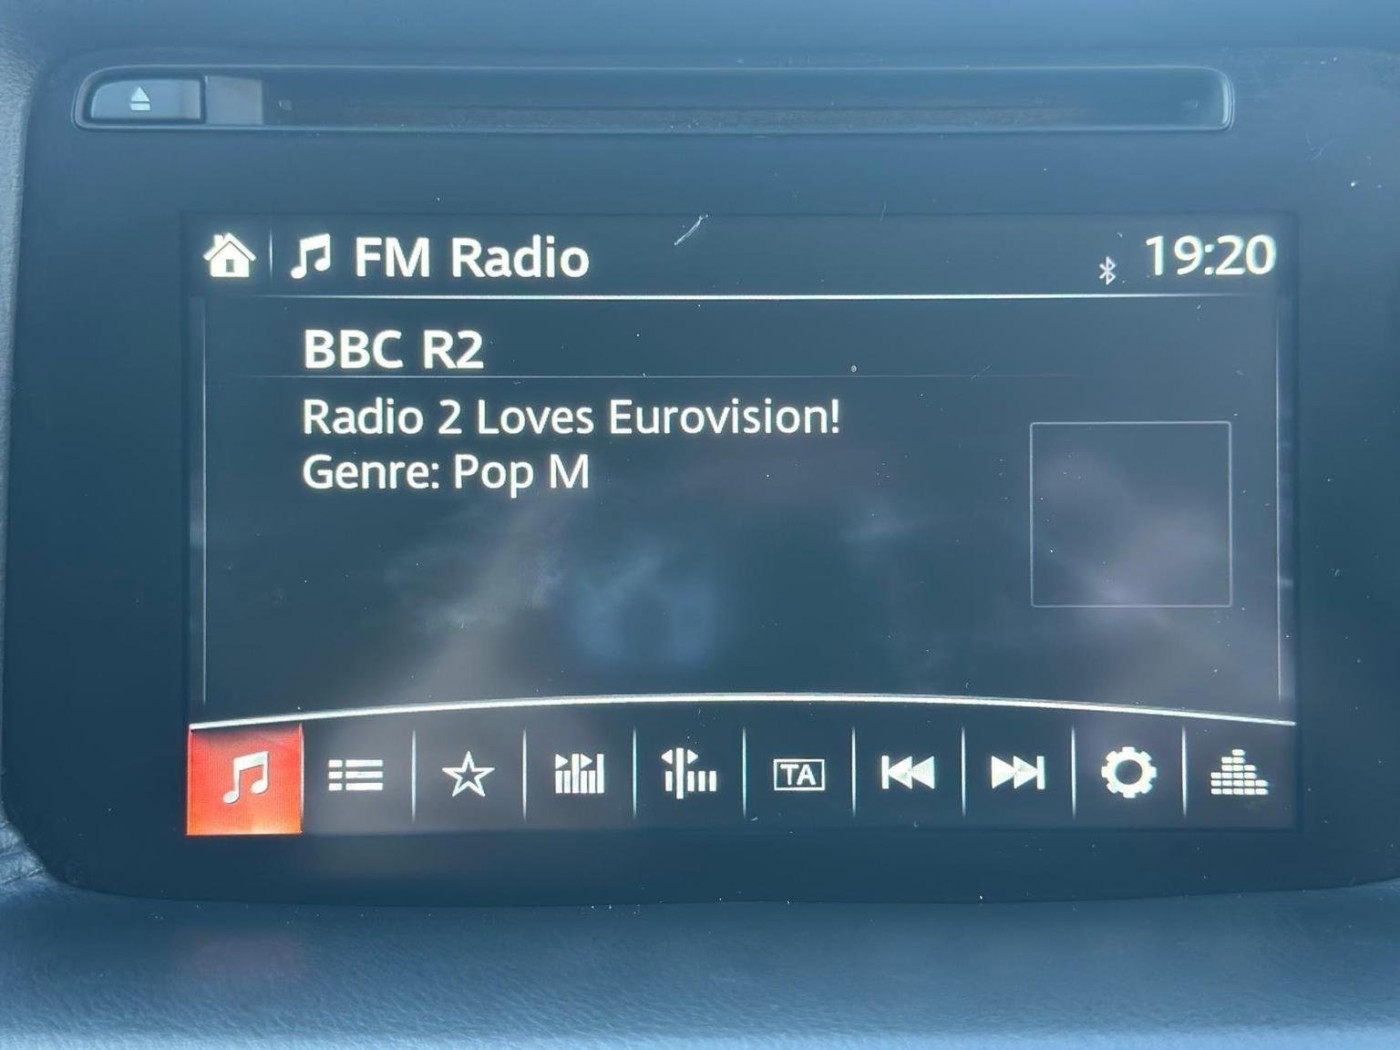 FM Radio
19:20
BBC R2
Radio 2 Loves Eurovision!
Genre: Pop M
TA